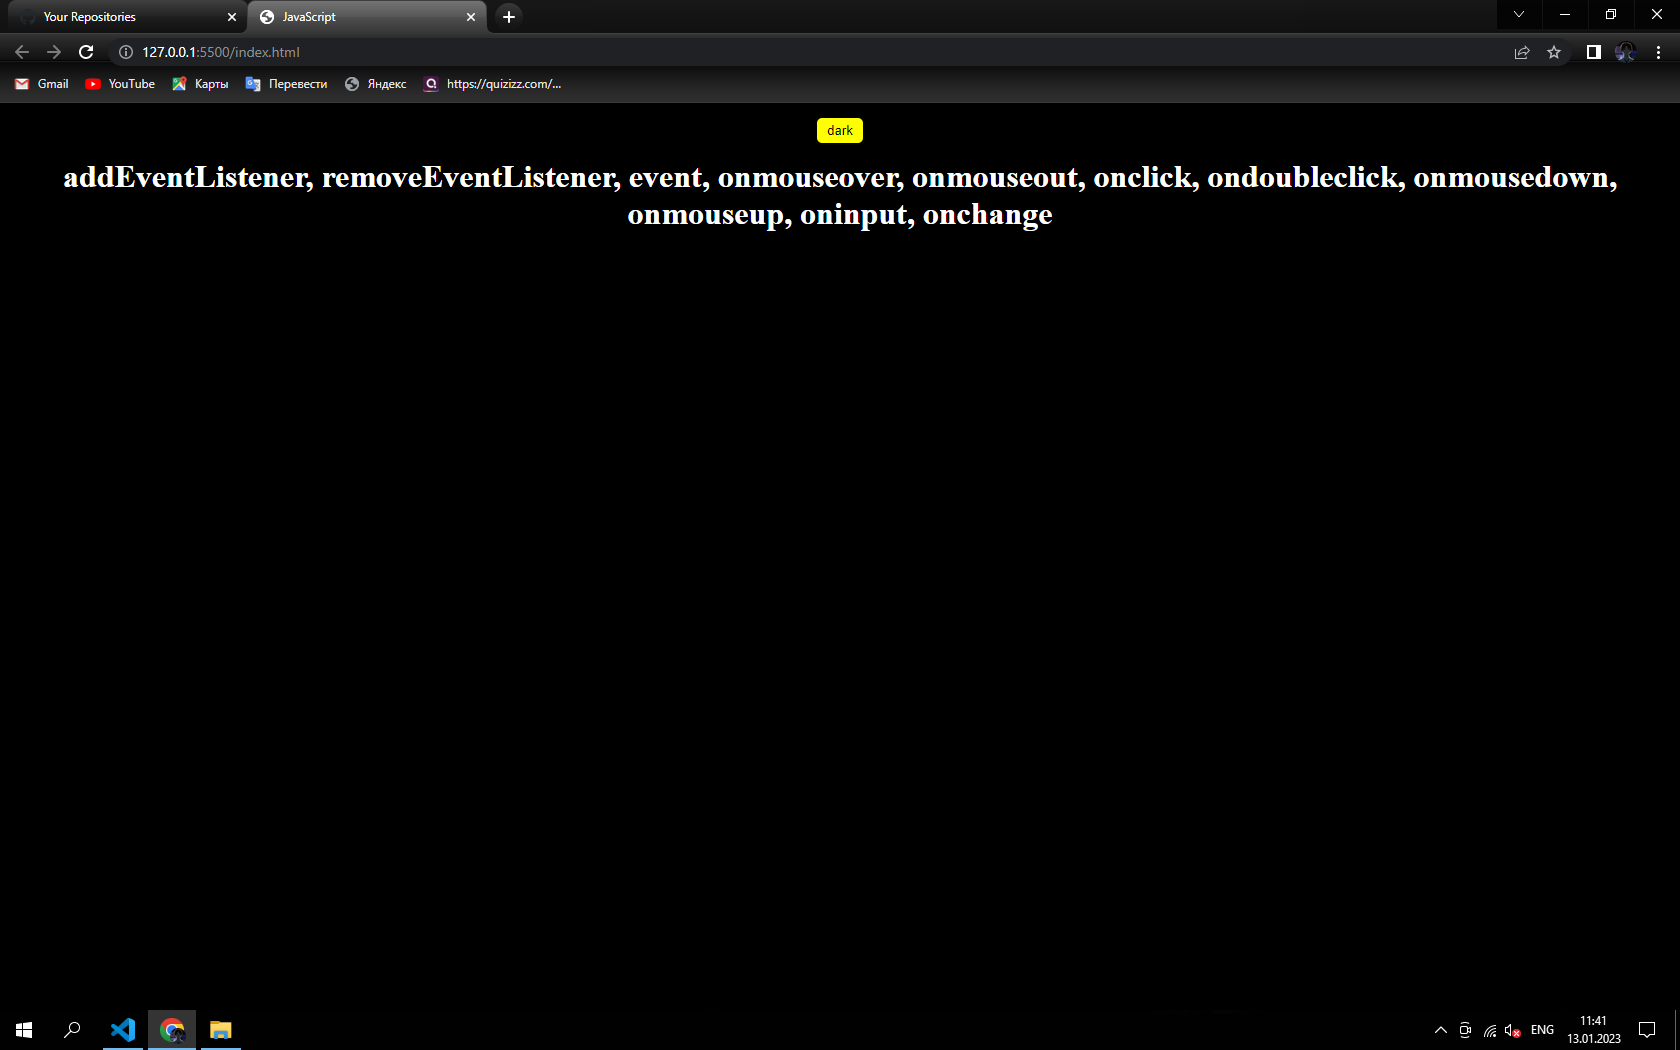 Your Repositories
JavaScript
127.0.0.1:5500/index.html
Gmail
YouTube
Карты
Перевести
Яндекс
https://quizizz.com/...
dark
addEventListener, removeEventListener, event, onmouseover, onmouseout, onclick, ondoubleclick, onmousedown,
onmouseup, oninput, onchange
ENG
11:41
13.01.2023